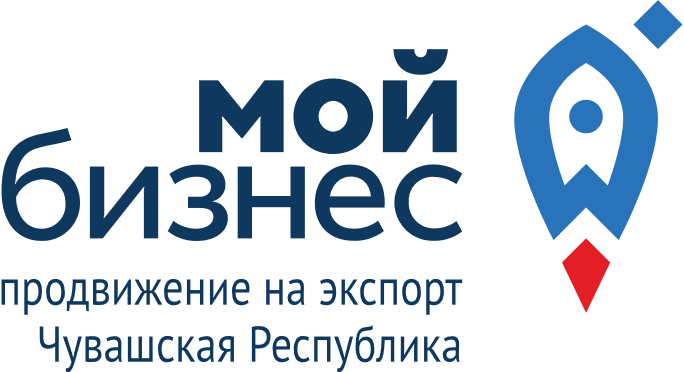 мой
бизнес
продвижение на экспорт
Чувашская Республика